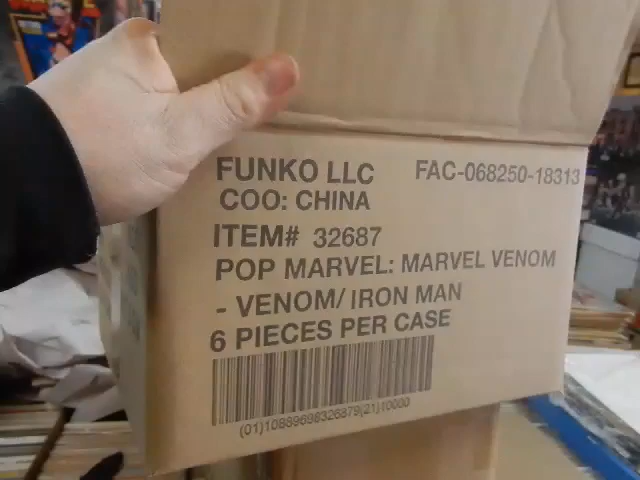 FUNKO LLC FAC-068250-18313
COO: CHINA
ITEM# 32687
POP MARVEL: MARVEL VENOM
- VENOM/ IRON MAN
6 PIECES PER CASE
(01)10889698326879(21)10000